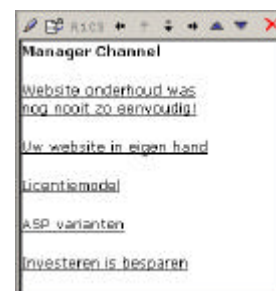 Manager Channel
Website onderhoud was
nog nooit zo eenvoudig!
Uw website in eigen hand
Licentiemodel
ASP varianten
Investeren is besparen